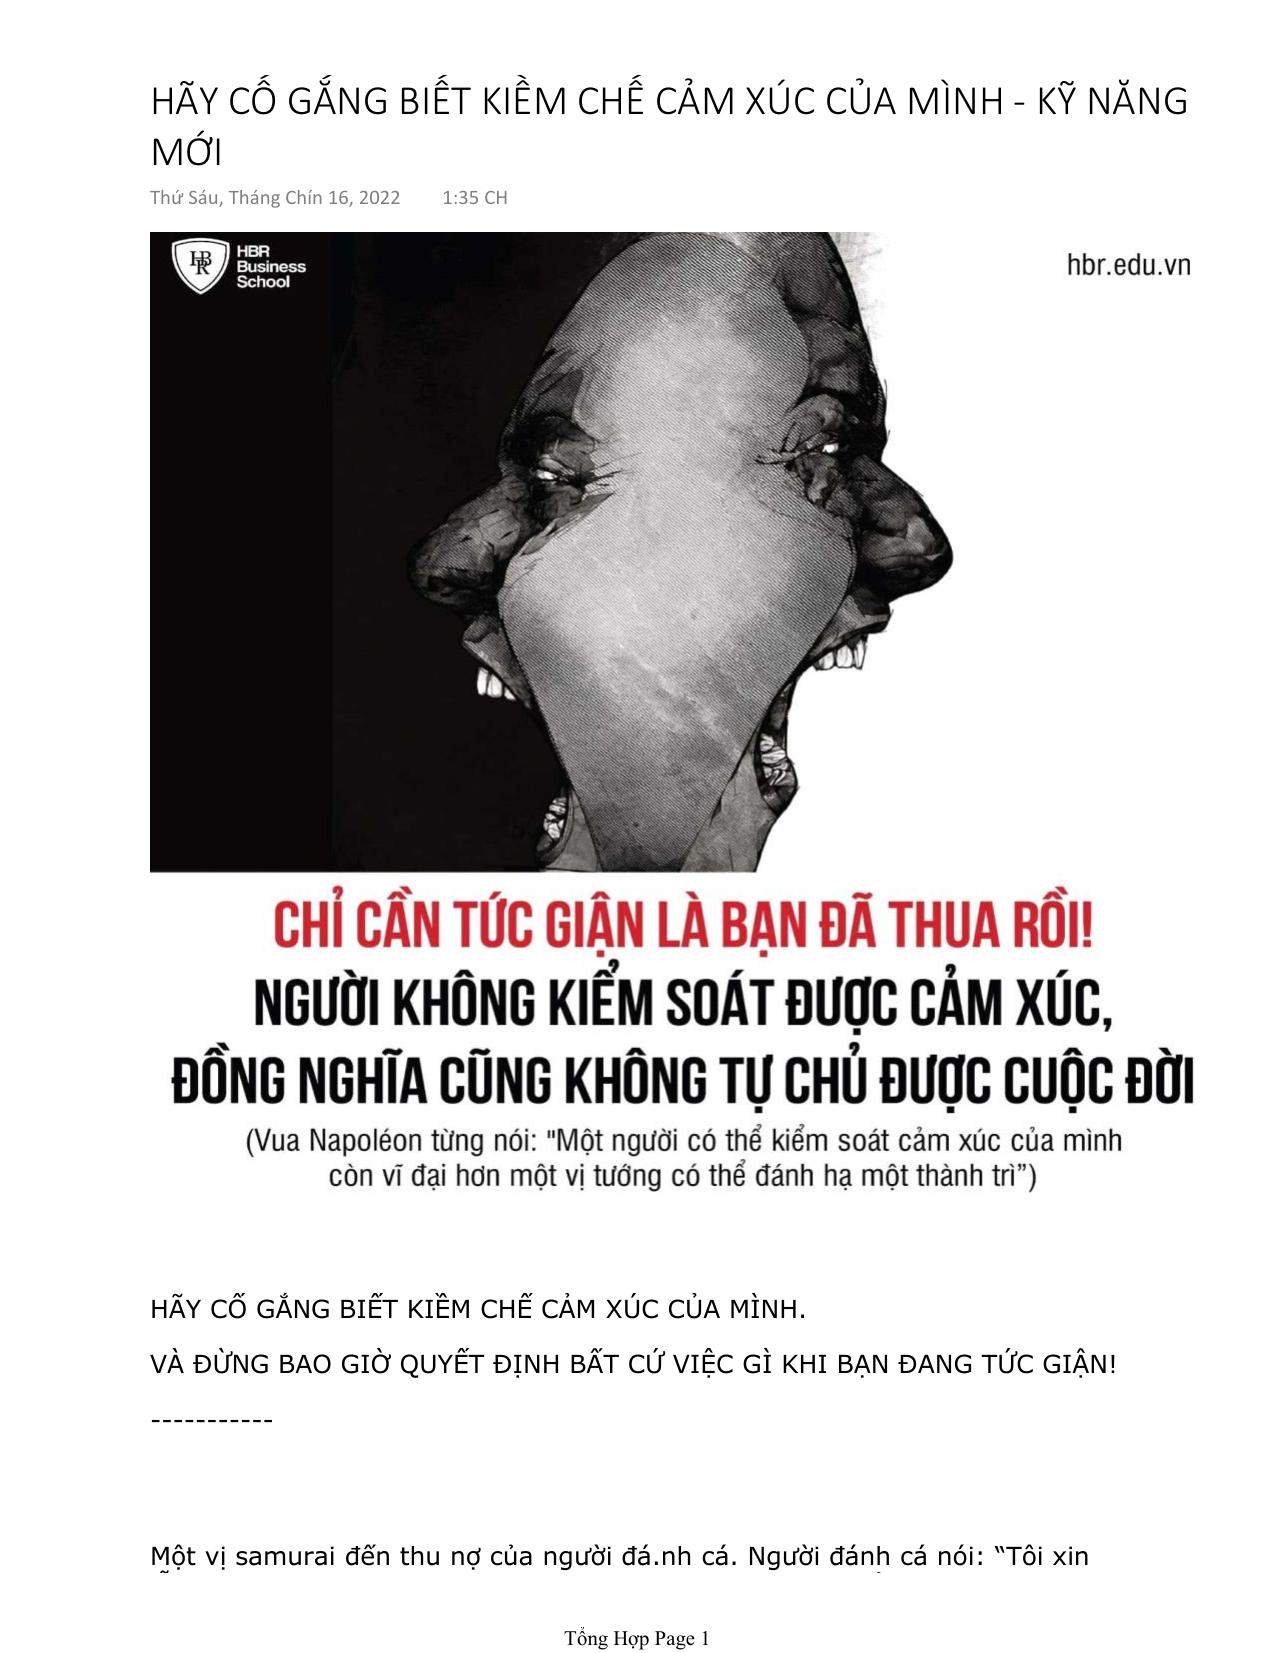 HÃY CỐ GẮNG BIẾT KIỀM CHẾ CẢM XÚC CỦA MÌNH - KỸ NĂNG
MỚI
Thứ Sáu, Tháng Chín 16, 2022 1:35 CH
HBR
HBR
Business
School
hbr.edu.vn
CHỈ CẦN TỨC GIẬN LÀ BẠN ĐÃ THUA RỒI!
NGƯỜI KHÔNG KIỂM SOÁT ĐƯỢC CẢM XÚC,
ĐỒNG NGHĨA CŨNG KHÔNG TỰ CHỦ ĐƯỢC CUỘC ĐỜI
(Vua Napoléon từng nói: "Một người có thể kiểm soát cảm xúc của mình
còn vĩ đại hơn một vị tướng có thể đánh hạ một thành trì”)
HÃY CỐ GẮNG BIẾT KIỀM CHẾ CẢM XÚC CỦA MÌNH.
VÀ ĐỪNG BAO GIỜ QUYẾT ĐỊNH BẤT CỨ VIỆC GÌ KHI BẠN ĐANG TỨC GIẬN!
-----------
Một vị samurai đến thu nợ của người đá.nh cá. Người đánh cá nói: “Tôi xin
Tổng Hợp Page 1